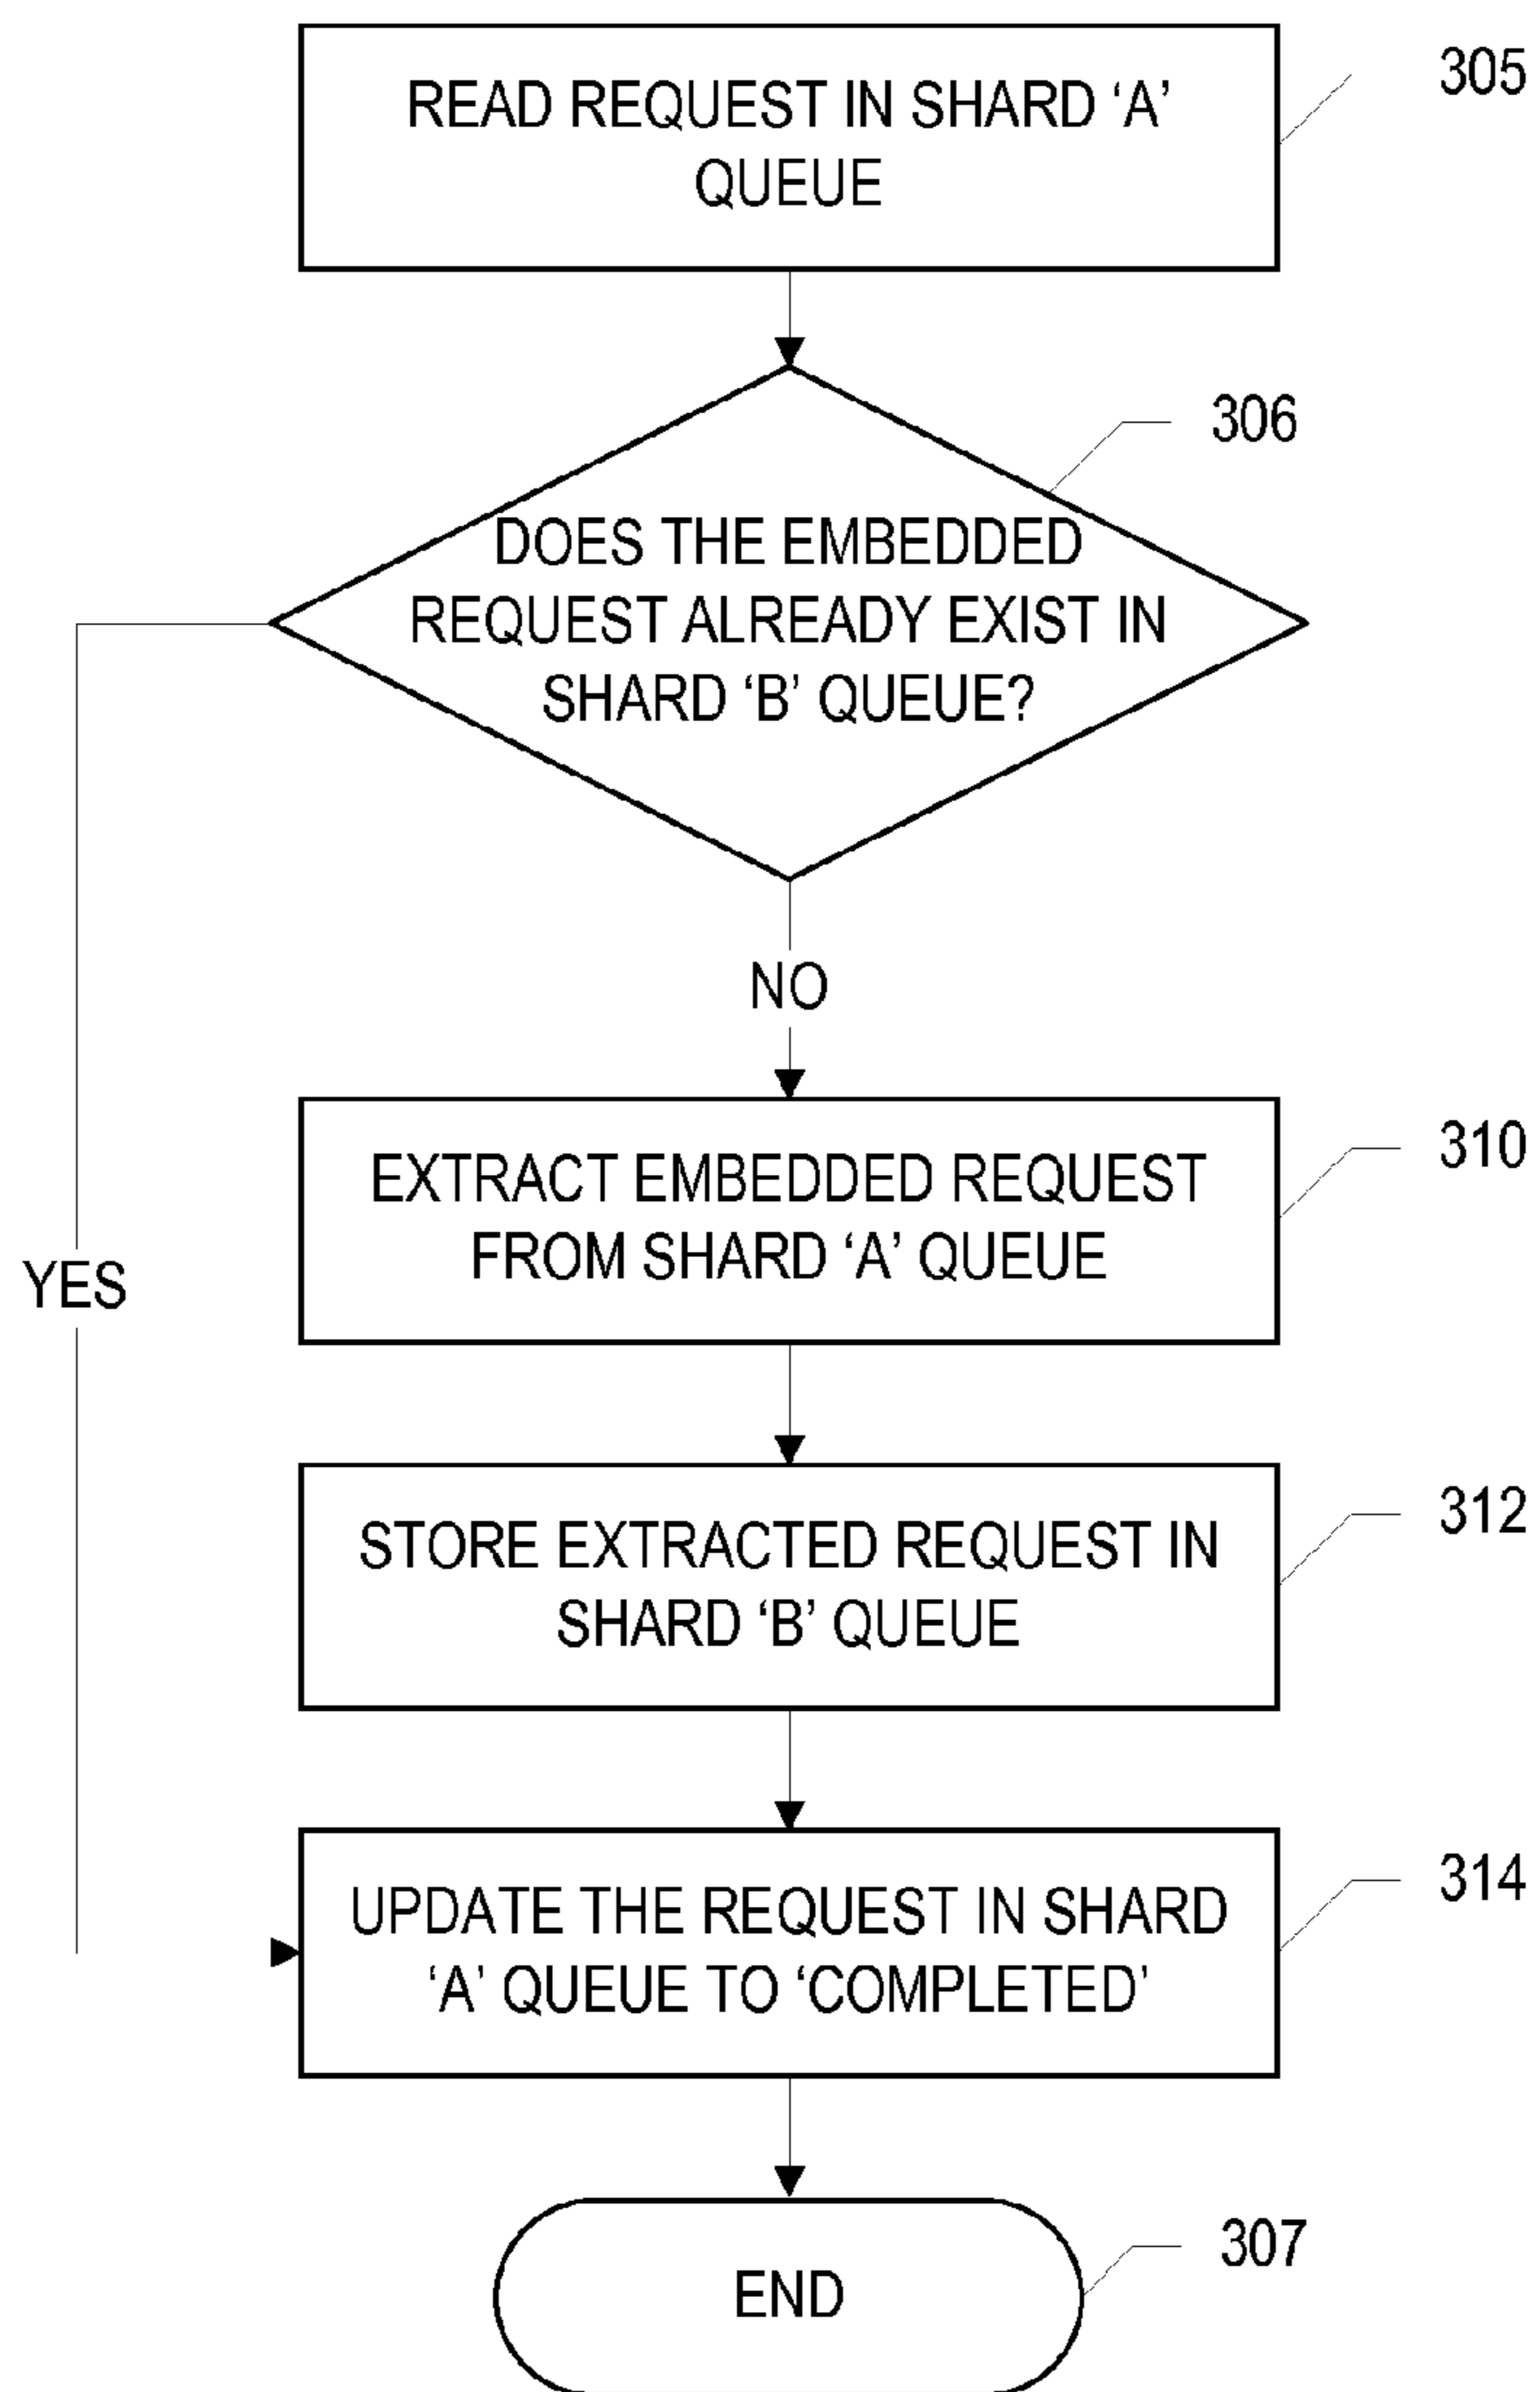 READ REQUEST IN SHARD ‘A’
QUEUE
305
306
DOES THE EMBEDDED
REQUEST ALREADY EXIST IN
SHARD ‘B’ QUEUE?
NO
YES
EXTRACT EMBEDDED REQUEST
FROM SHARD ‘A’ QUEUE
310
STORE EXTRACTED REQUEST IN
SHARD ‘B’ QUEUE
312
UPDATE THE REQUEST IN SHARD
‘A’ QUEUE TO ‘COMPLETED’
314
END
307